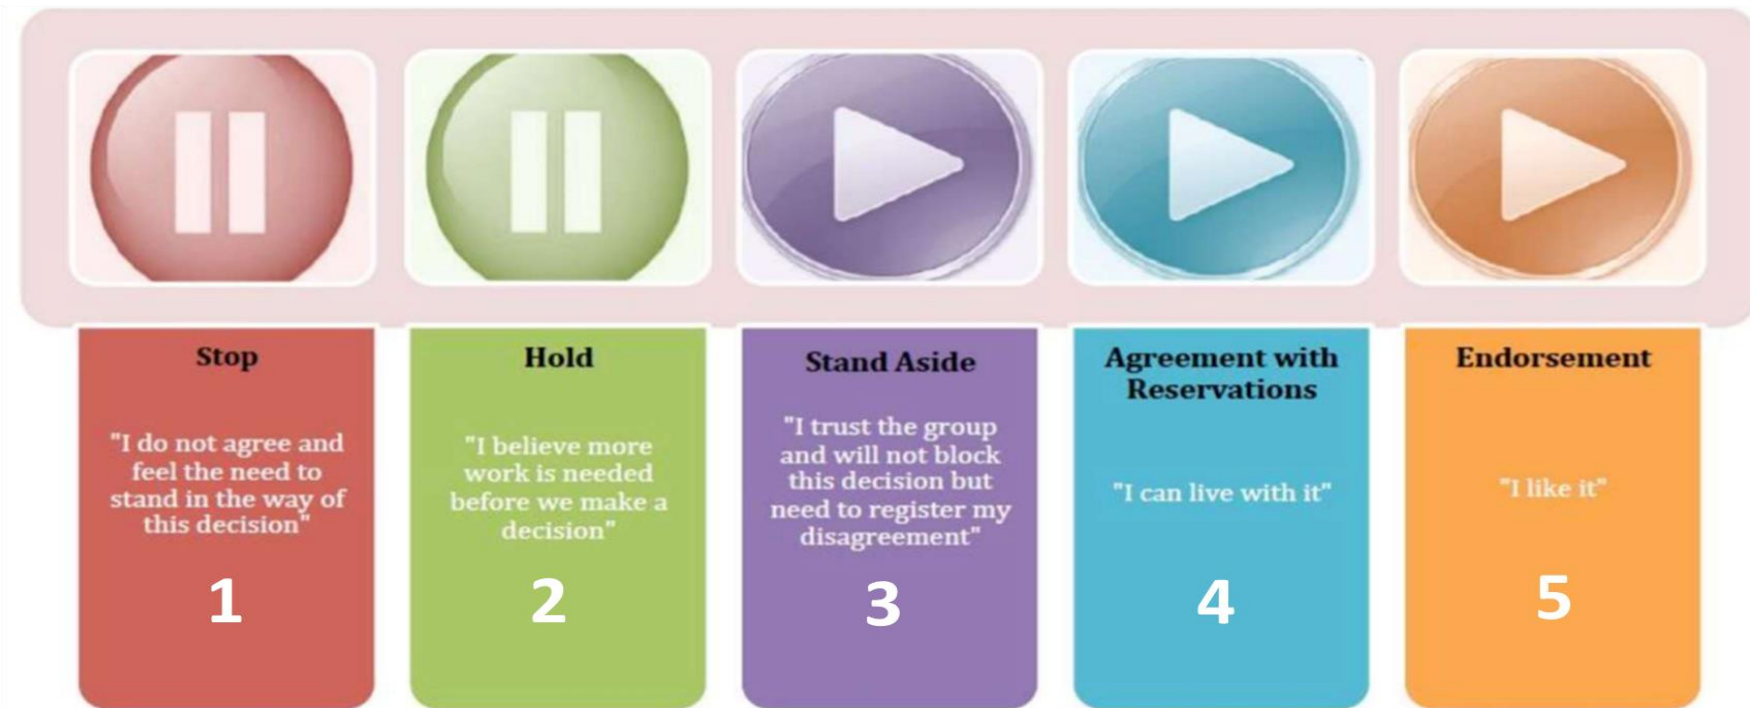 Stop
"I do not agree and
feel the need to
stand in the way of
this decision"
1
Hold
"I believe more
work is needed
before we make a
decision"
2
Stand Aside
"I trust the group
and will not block
this decision but
need to register my
disagreement"
3
Agreement with
Reservations
"I can live with it"
4
Endorsement
"I like it"
5